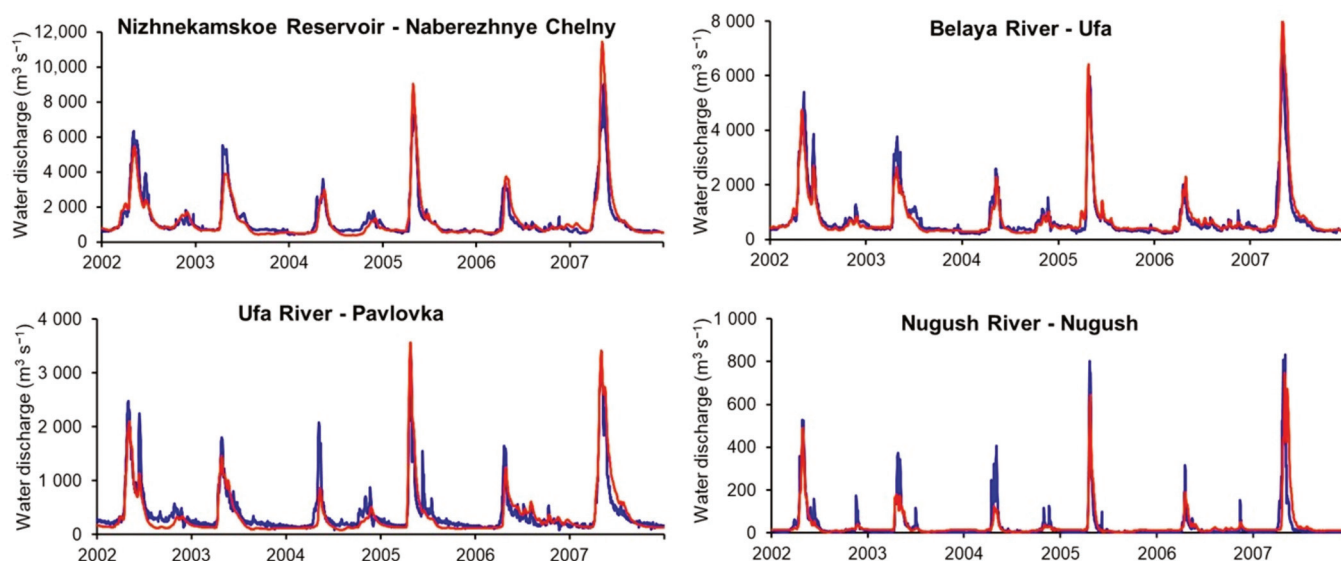 Nizhnekamskoe Reservoir - Naberezhnye Chelny
Water discharge (m³ s⁻¹)
12,000
10,000
8 000
6 000
4 000
2 000
0
2002 2003 2004 2005 2006 2007
Belaya River - Ufa
Water discharge (m³ s⁻¹)
8 000
6 000
4 000
2 000
0
2002 2003 2004 2005 2006 2007
Ufa River - Pavlovka
Water discharge (m³ s⁻¹)
4 000
3 000
2 000
1 000
0
2002 2003 2004 2005 2006 2007
Nugush River - Nugush
Water discharge (m³ s⁻¹)
1 000
800
600
400
200
0
2002 2003 2004 2005 2006 2007